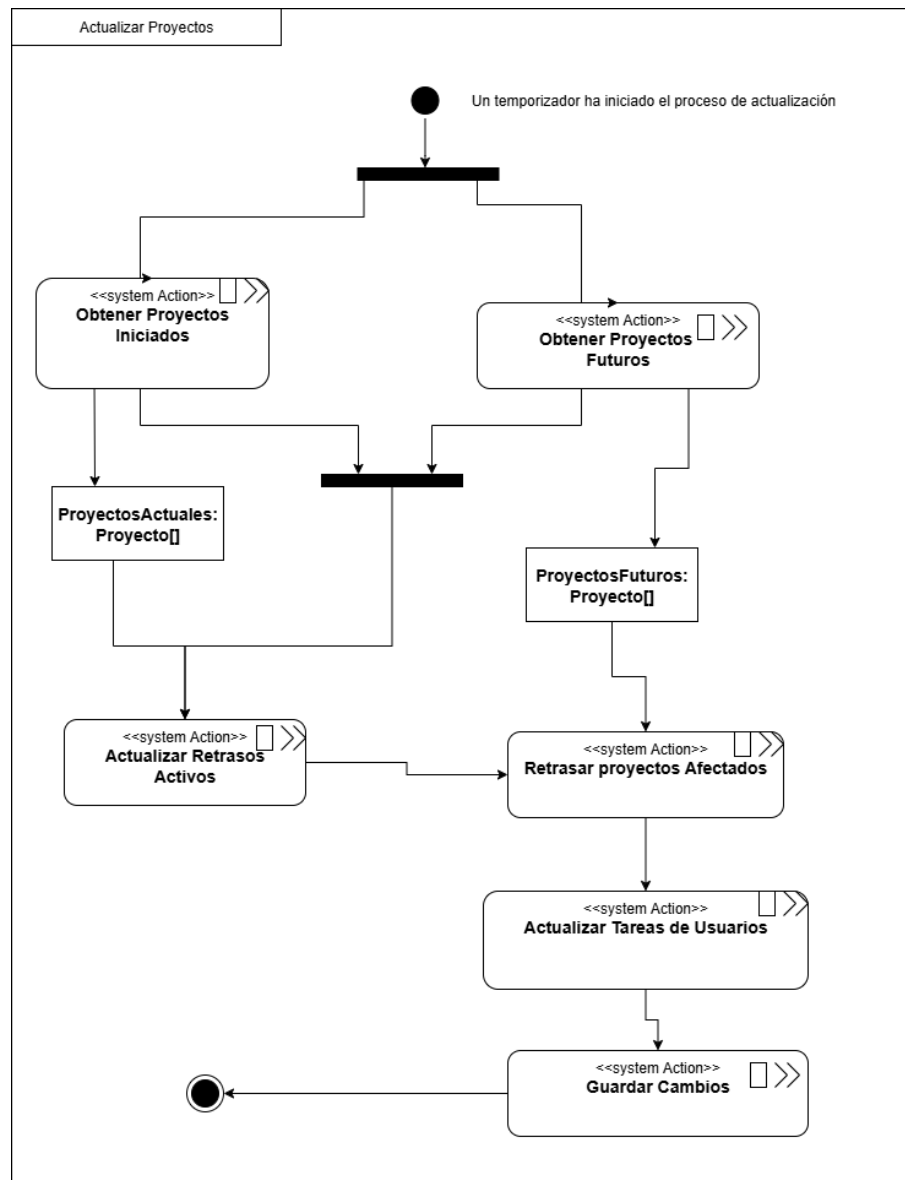 Actualizar Proyectos
Un temporizador ha iniciado el proceso de actualización
<<system Action>>
Obtener Proyectos
Iniciados
<<system Action>>
Obtener Proyectos
Futuros
ProyectosActuales:
Proyecto[]
ProyectosFuturos:
Proyecto[]
<<system Action>>
Actualizar Retrasos
Activos
<<system Action>>
Retrasar proyectos Afectados
<<system Action>>
Actualizar Tareas de Usuarios
<<system Action>>
Guardar Cambios